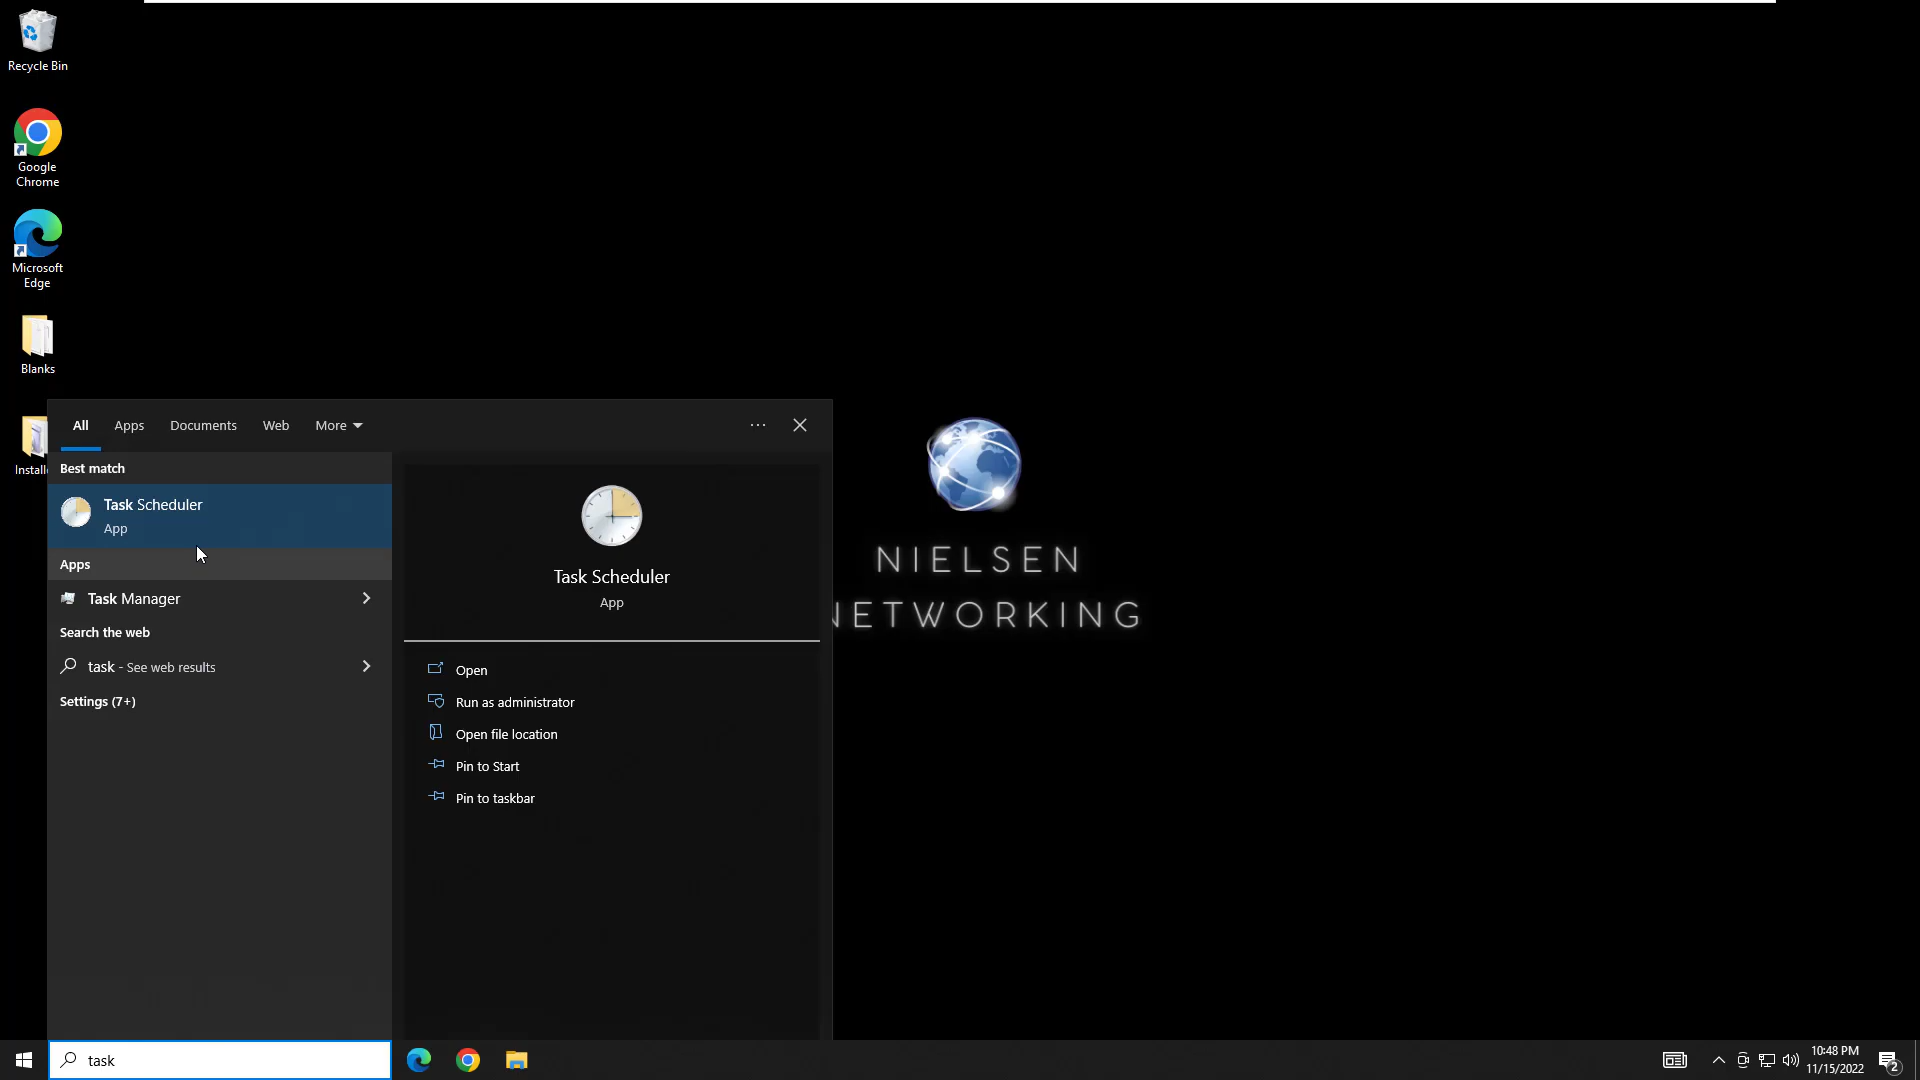 Recycle Bin
Google
Chrome
Microsoft
Edge
Blanks
Install
All Apps Documents Web More
Best match
Task Scheduler
App
Apps
Task Manager
Search the web
task - See web results
Settings (7+)
Task Scheduler
App
Open
Run as administrator
Open file location
Pin to Start
Pin to taskbar
NIELSEN
NETWORKING
task
10:48 PM
11/15/2022
2